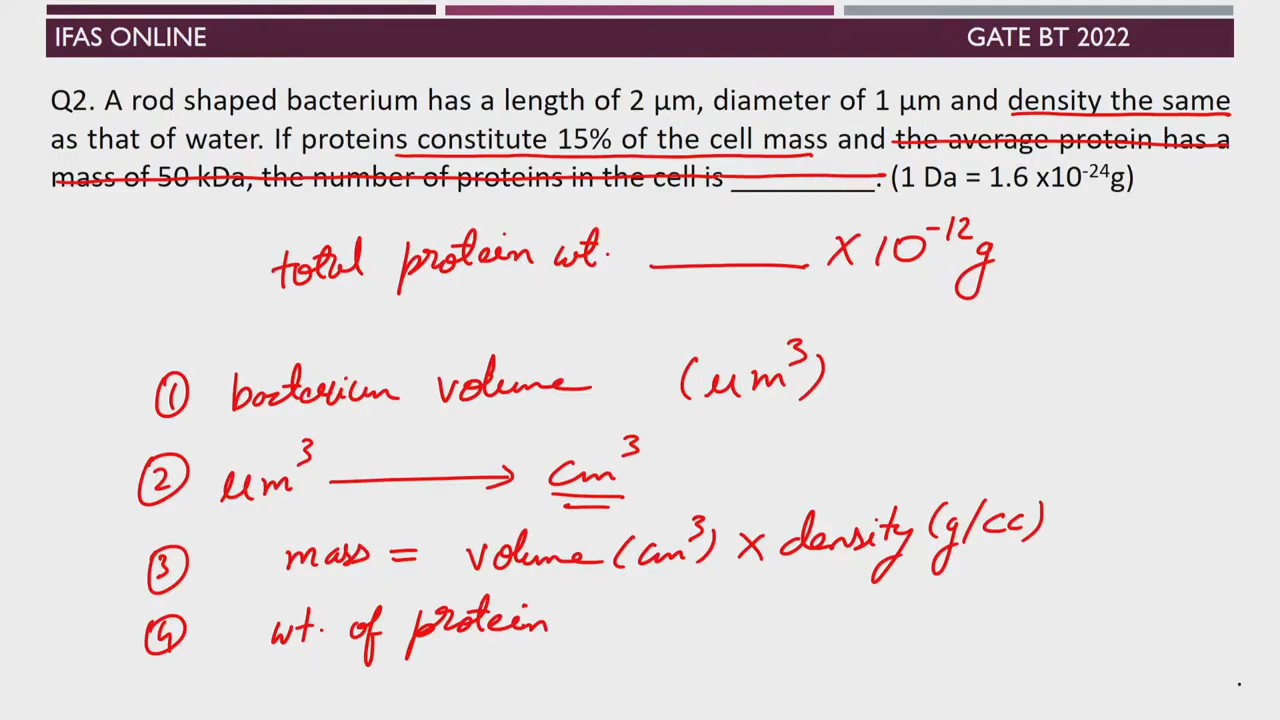 IFAS ONLINE
GATE BT 2022
Q2. A rod shaped bacterium has a length of 2 μm, diameter of 1 μm and density the same
as that of water. If proteins constitute 15% of the cell mass and the average protein has a
mass of 50 kDa, the number of proteins in the cell is __________. (1 Da = 1.6 x10⁻²⁴g)
total protein wt. ______ × 10⁻¹² g
① bacterium volume (μm³)
② μm³ → cm³
③ mass = volume (cm³) × density (g/cc)
④ wt. of protein